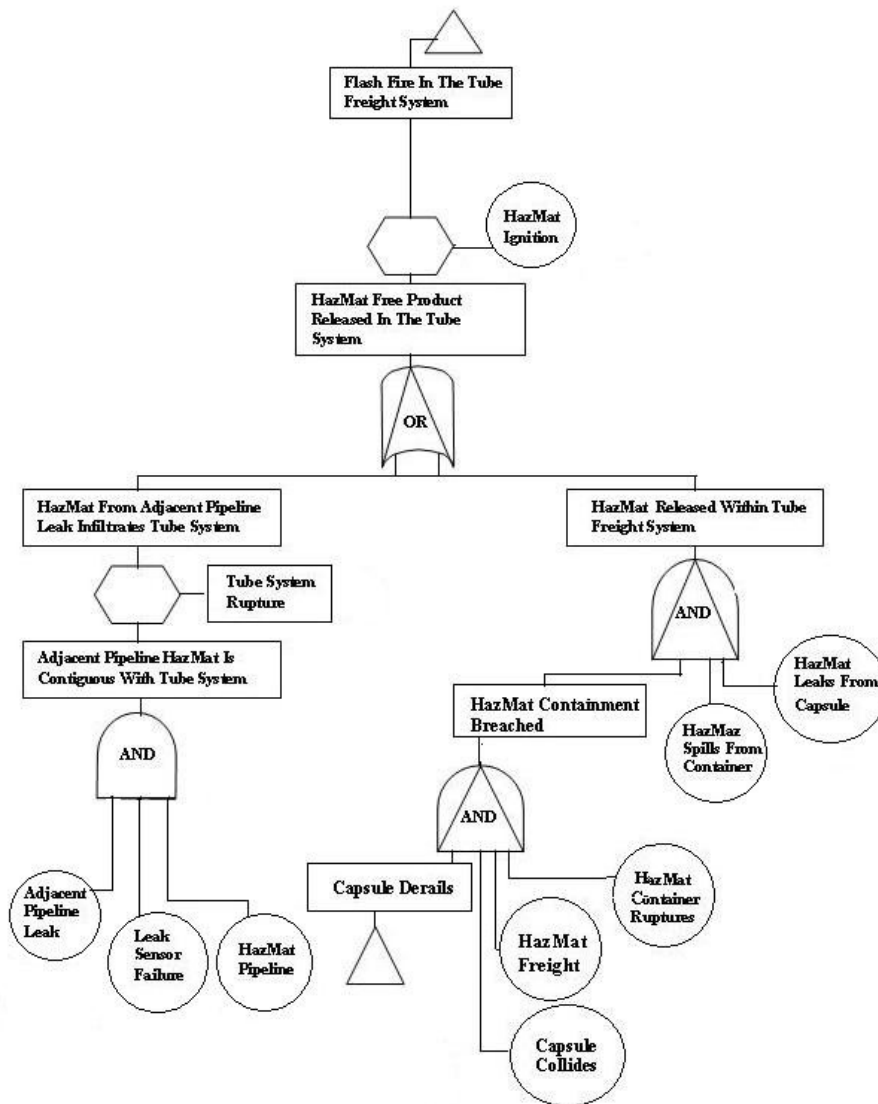 Flash Fire In The Tube
Freight System
HazMat
Ignition
HazMat Free Product
Released In The Tube
System
OR
HazMat From Adjacent Pipeline
Leak Infiltrates Tube System
HazMat Released Within Tube
Freight System
Tube System
Rupture
AND
Adjacent Pipeline HazMat Is
Contiguous With Tube System
HazMat
Leaks From
Capsule
HazMat Containment
Breached
HazMaz
Spills From
Container
AND
AND
Capsule Derails
HazMat
Container
Ruptures
Adjacent
Pipeline
Leak
Leak
Sensor
Failure
HazMat
Pipeline
HazMat
Freight
Capsule
Collides